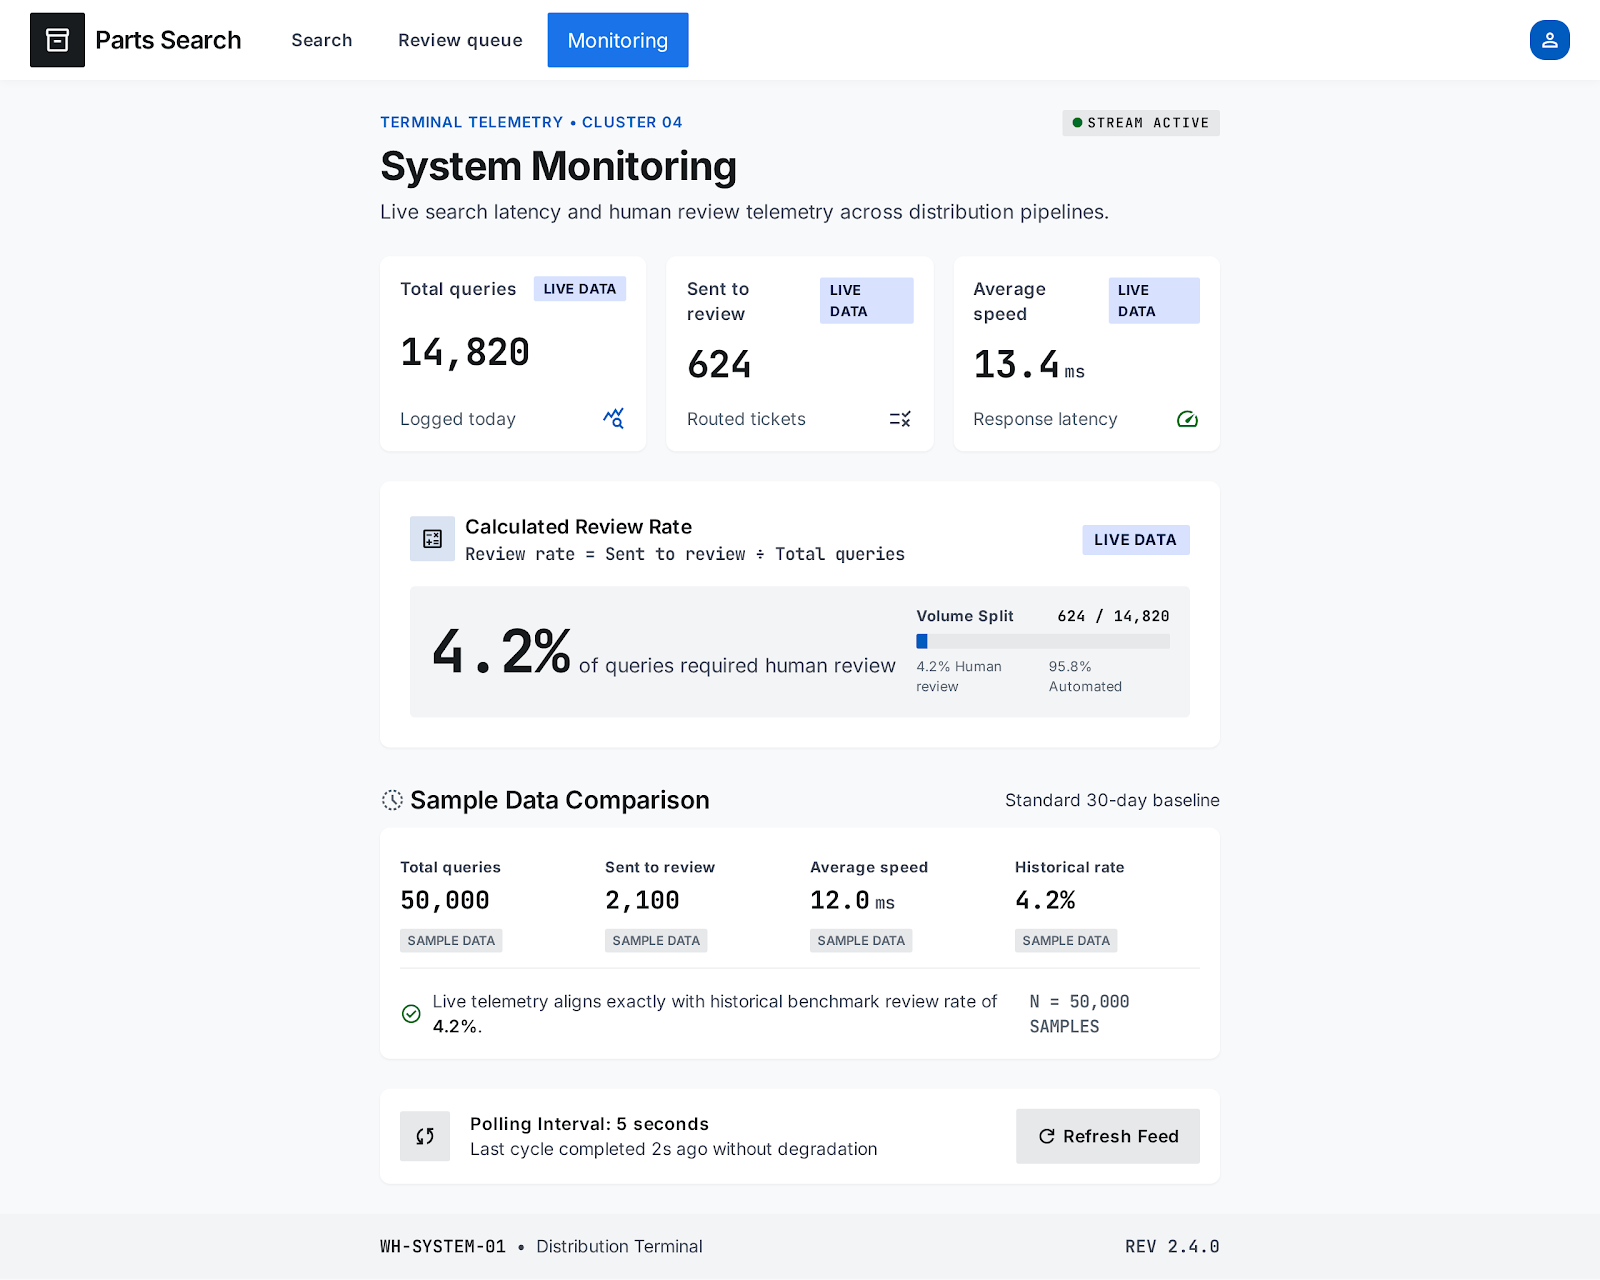 Parts Search
Search
Review queue
Monitoring
TERMINAL TELEMETRY • CLUSTER 04
STREAM ACTIVE
System Monitoring
Live search latency and human review telemetry across distribution pipelines.
Total queries
LIVE DATA
14,820
Logged today
Sent to
review
LIVE
DATA
624
Routed tickets
Average
speed
LIVE
DATA
13.4 ms
Response latency
Calculated Review Rate
Review rate = Sent to review ÷ Total queries
LIVE DATA
4.2% of queries required human review
Volume Split
624 / 14,820
4.2% Human
review
95.8%
Automated
Sample Data Comparison
Standard 30-day baseline
Total queries
50,000
SAMPLE DATA
Sent to review
2,100
SAMPLE DATA
Average speed
12.0 ms
SAMPLE DATA
Historical rate
4.2%
SAMPLE DATA
Live telemetry aligns exactly with historical benchmark review rate of
4.2%.
N = 50,000
SAMPLES
Polling Interval: 5 seconds
Last cycle completed 2s ago without degradation
Refresh Feed
WH-SYSTEM-01 • Distribution Terminal
REV 2.4.0